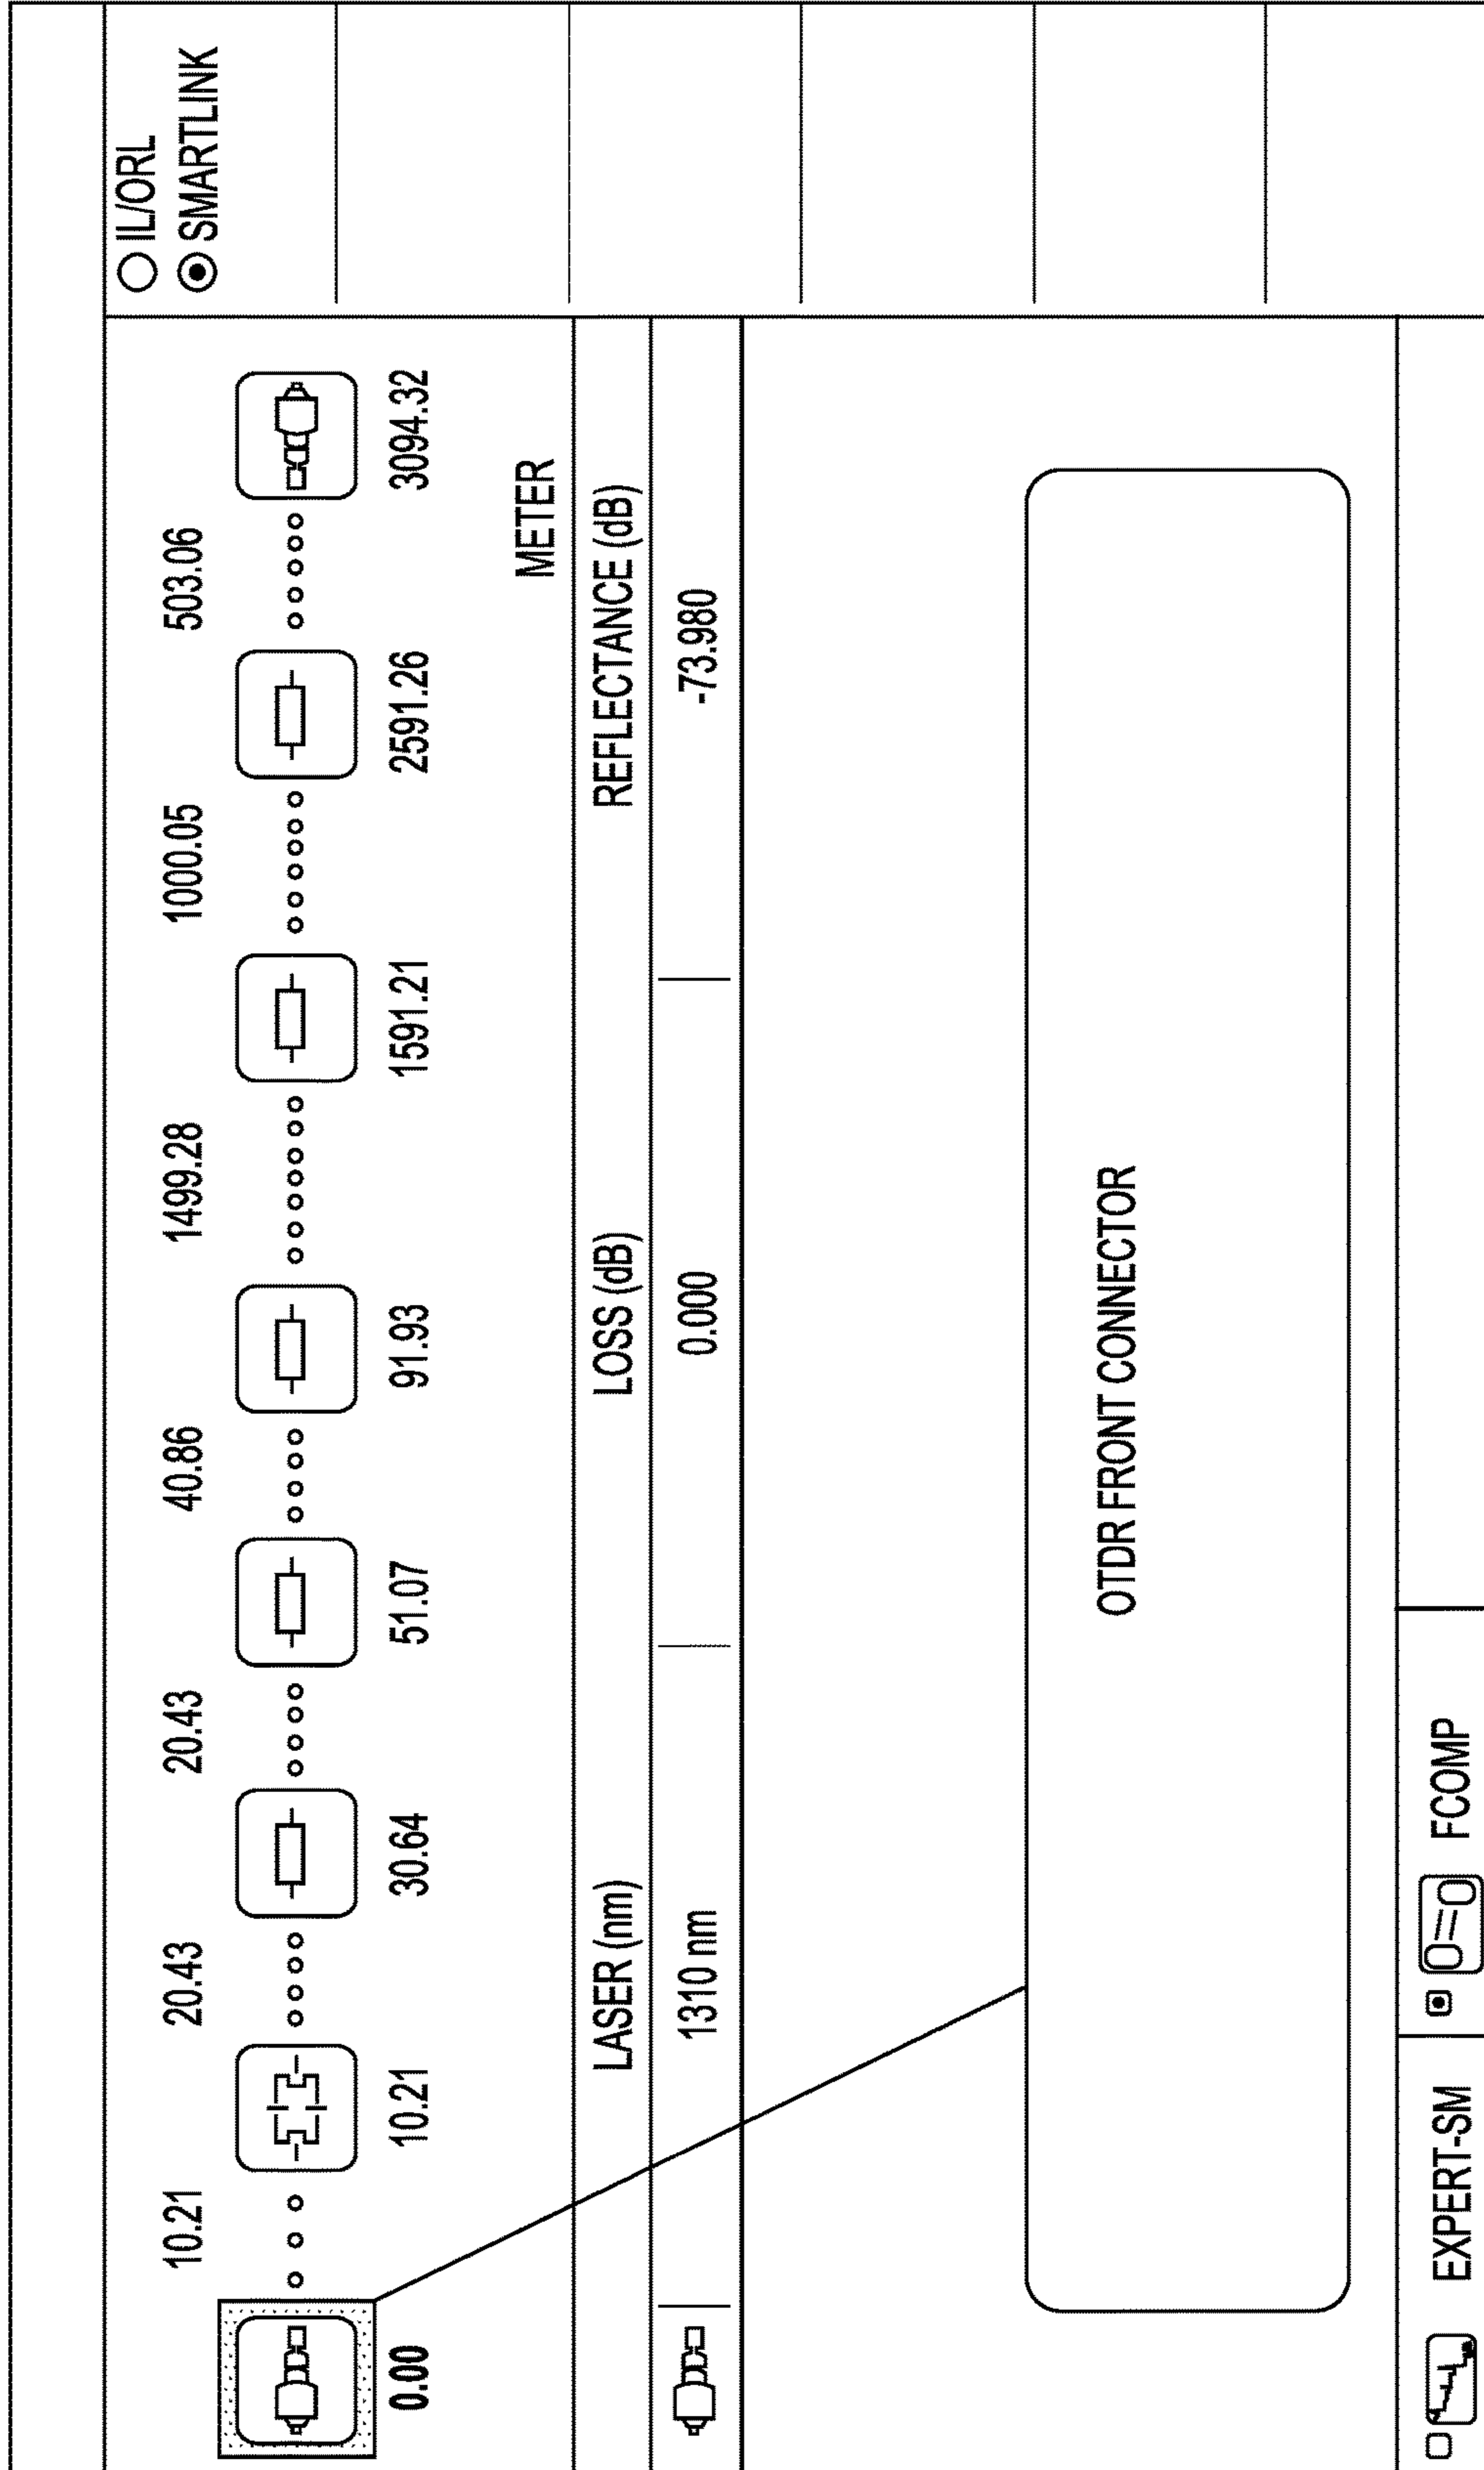 IL/ORL
SMARTLINK
10.21 20.43 20.43 40.86 1499.28 1000.05 503.06
0.00 10.21 30.64 51.07 91.93 1591.21 2591.26 3094.32
METER
LASER (nm) LOSS (dB) REFLECTANCE (dB)
1310 nm 0.000 -73.980
OTDR FRONT CONNECTOR
EXPERT-SM FCOMP